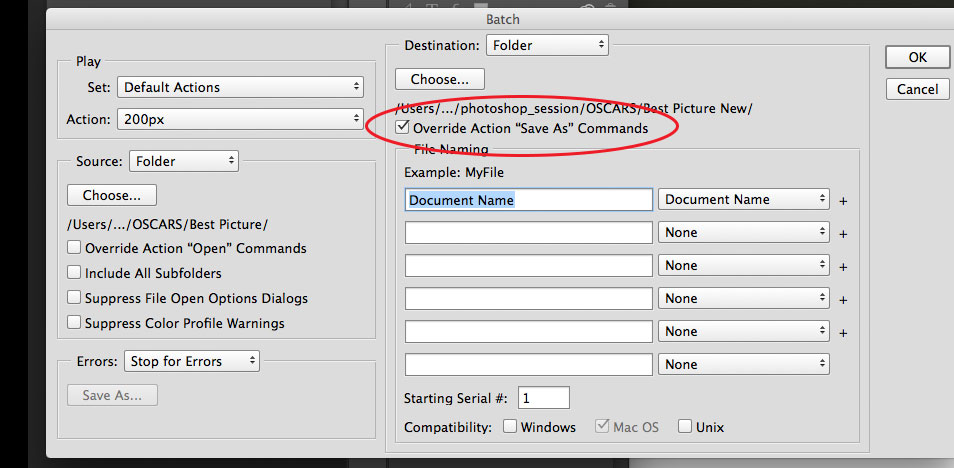 Batch
Play
Set: Default Actions
Action: 200px
Source: Folder
Choose...
/Users/.../OSCARS/Best Picture/
Override Action “Open” Commands
Include All Subfolders
Suppress File Open Options Dialogs
Suppress Color Profile Warnings
Errors: Stop for Errors
Save As...
Destination: Folder
Choose...
/Users/.../photoshop_session/OSCARS/Best Picture New/
Override Action “Save As” Commands
File Naming
Example: MyFile
Document Name Document Name +
None +
None +
None +
None +
None
Starting Serial #: 1
Compatibility: Windows Mac OS Unix
OK
Cancel